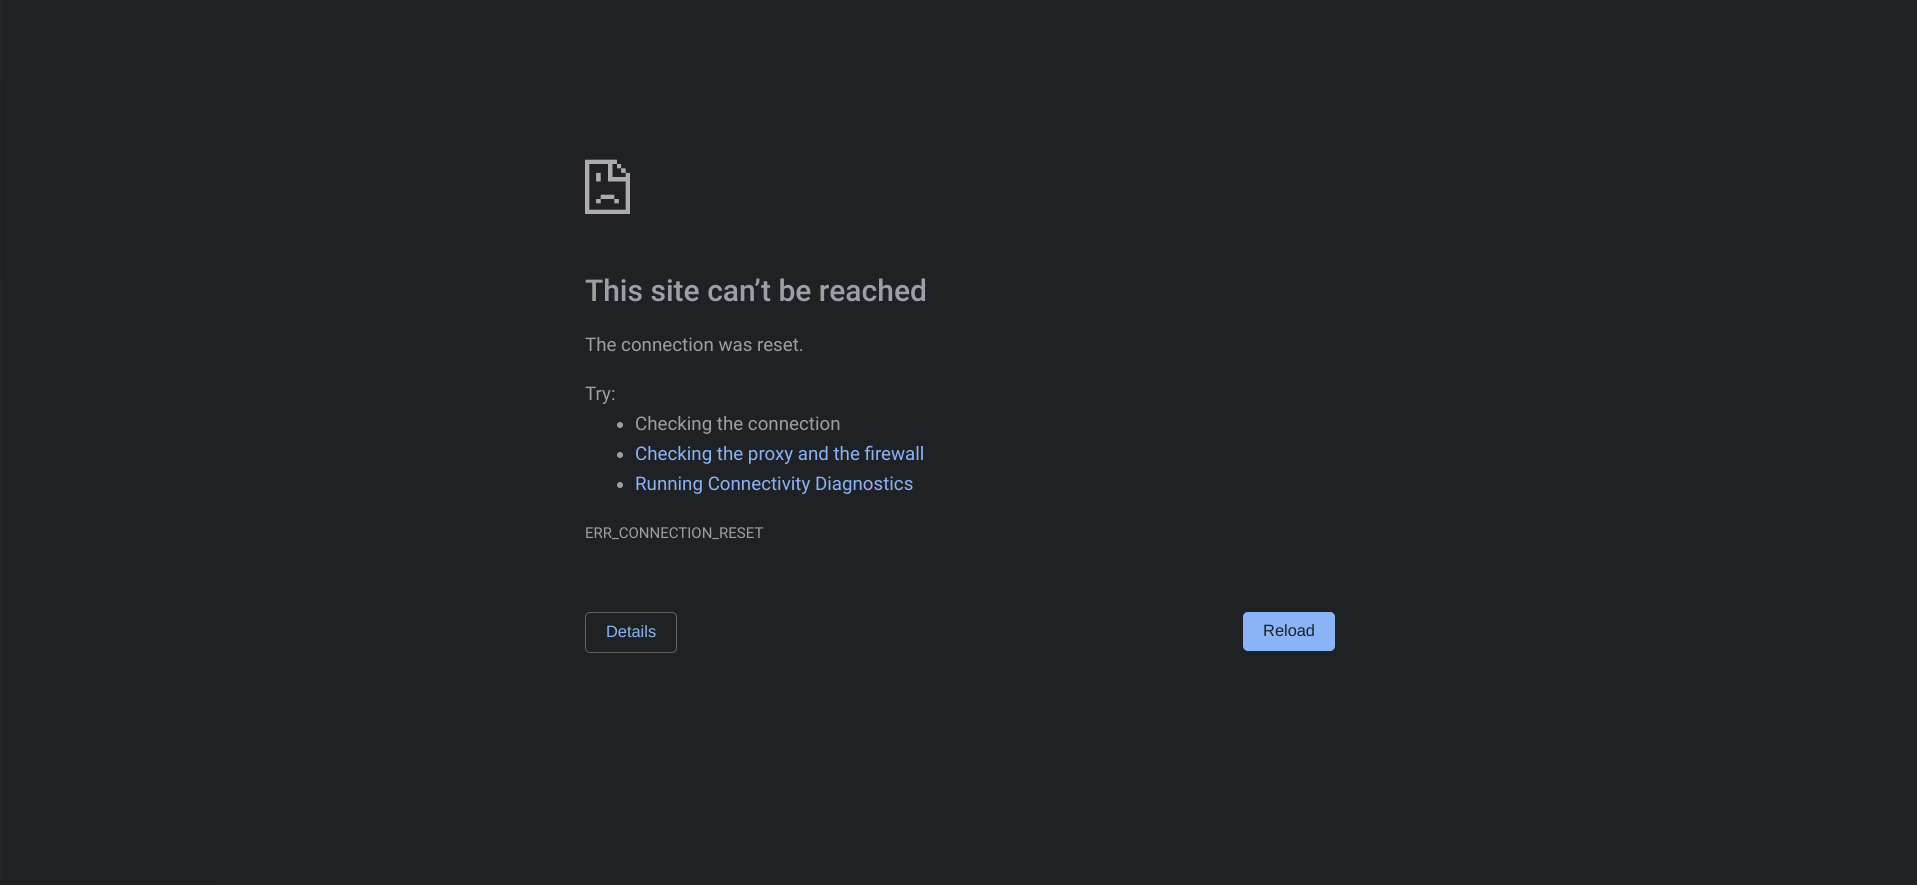 This site can’t be reached
The connection was reset.
Try:
Checking the connection
Checking the proxy and the firewall
Running Connectivity Diagnostics
ERR_CONNECTION_RESET
Details
Reload